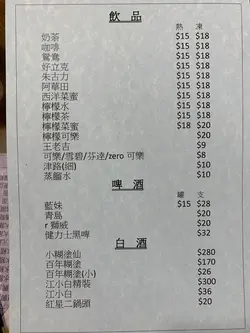 飲 品
熱 凍
奶茶 $15 $18
咖啡 $15 $18
鴛鴦 $15 $18
好立克 $15 $18
朱古力 $15 $18
阿華田 $15 $18
西洋菜蜜 $15 $18
檸檬水 $15 $18
檸檬茶 $15 $18
檸檬菜蜜 $18 $20
檸檬可樂 $20
王老吉 $9
可樂/雪碧/芬達/zero 可樂 $8
津路(細) $10
蒸餾水 $10
啤 酒
罐 支
藍妹 $15 $28
青島 $20
r 獅威 $20
健力士黑啤 $32
白 酒
小糊塗仙 $280
百年糊塗 $170
百年糊塗(小) $26
江小白精裝 $300
江小白 $36
紅星二鍋頭 $20